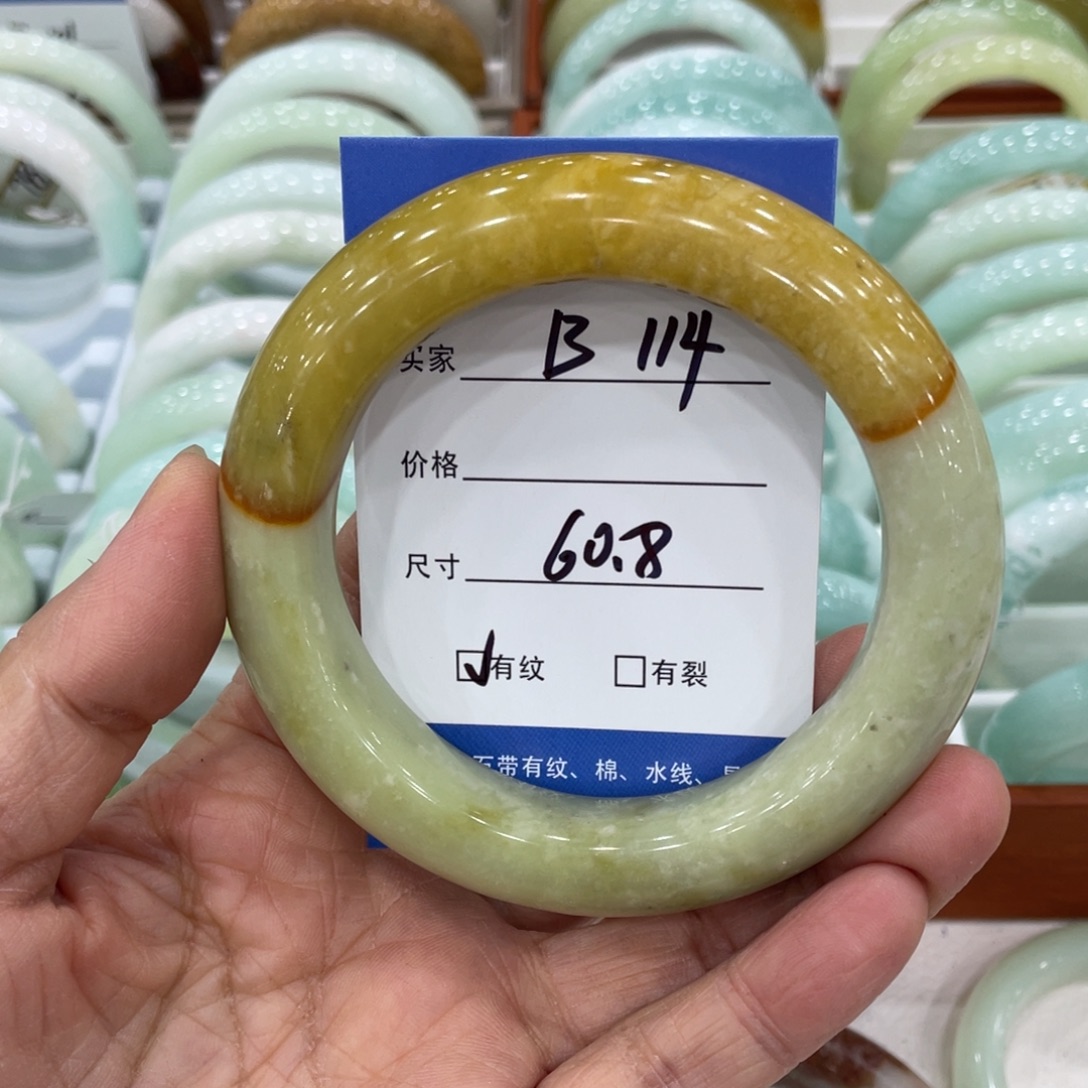 买家 B 114
价格
尺寸 60.8
☑有纹 □有裂
石带有纹、棉、水线、